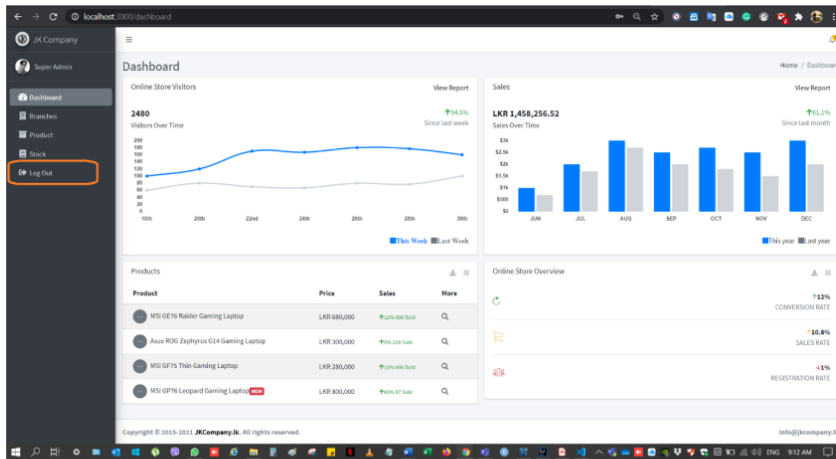 localhost:3000/dashboard
JK Company
Super Admin
Dashboard
Branches
Product
Stock
Log Out
Dashboard
Home / Dashboar
Online Store Visitors
View Report
2480
94.5%
Visitors Over Time
Since last week
200
180
160
140
120
100
80
60
40
20
0
18th 20th 22nd 24th 26th 28th 30th
This Week Last Week
Sales
View Report
LKR 1,458,256.52
61.1%
Sales Over Time
Since last month
$3k
$2.5k
$2k
$1.5k
$1k
$500
$0
JUN JUL AUG SEP OCT NOV DEC
This year Last year
Products
Product Price Sales More
MSI GE76 Raider Gaming Laptop LKR 680,000 Sold
Asus ROG Zephyrus G14 Gaming Laptop LKR 300,000 Sold
MSI GF75 Thin Gaming Laptop LKR 280,000 Sold
MSI GP76 Leopard Gaming Laptop NEW LKR 800,000 Sold
Online Store Overview
12%
CONVERSION RATE
10.8%
SALES RATE
1%
REGISTRATION RATE
Copyright © 2015-2021 JKCompany.lk. All rights reserved.
info@jkcompany.l
ENG 9:12 AM